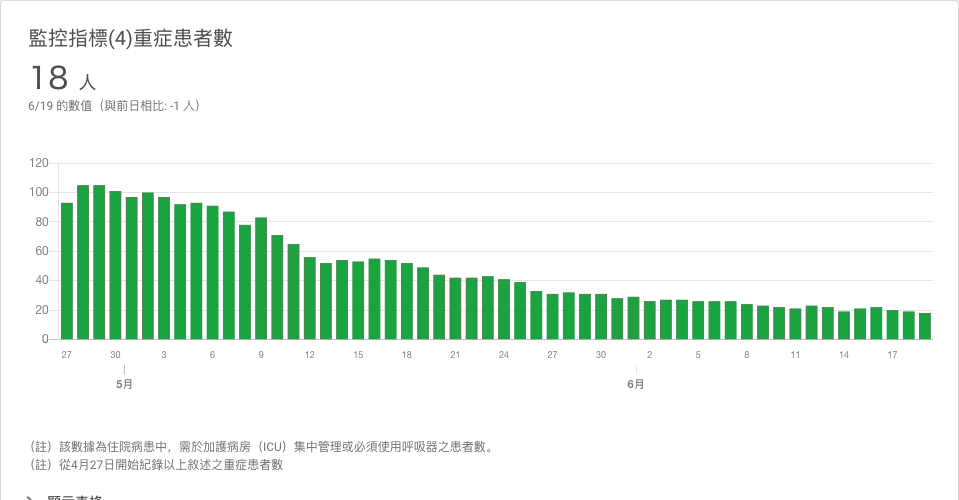 監控指標(4)重症患者數
18 人
6/19 的數值（與前日相比: -1 人）
120
100
80
60
40
20
0
27 30 3 6 9 12 15 18 21 24 27 30 2 5 8 11 14 17
5月 6月
（註）該數據為住院病患中，需於加護病房（ICU）集中管理或必須使用呼吸器之患者數。
（註）從4月27日開始紀錄以上敘述之重症患者數